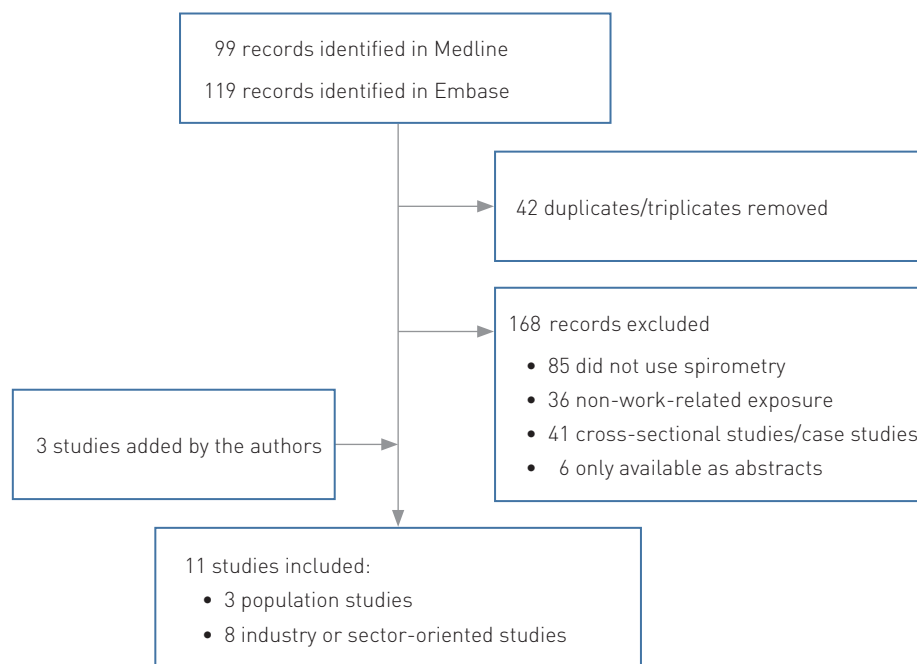 99 records identified in Medline
119 records identified in Embase
42 duplicates/triplicates removed
168 records excluded
• 85 did not use spirometry
• 36 non-work-related exposure
• 41 cross-sectional studies/case studies
• 6 only available as abstracts
3 studies added by the authors
11 studies included:
• 3 population studies
• 8 industry or sector-oriented studies